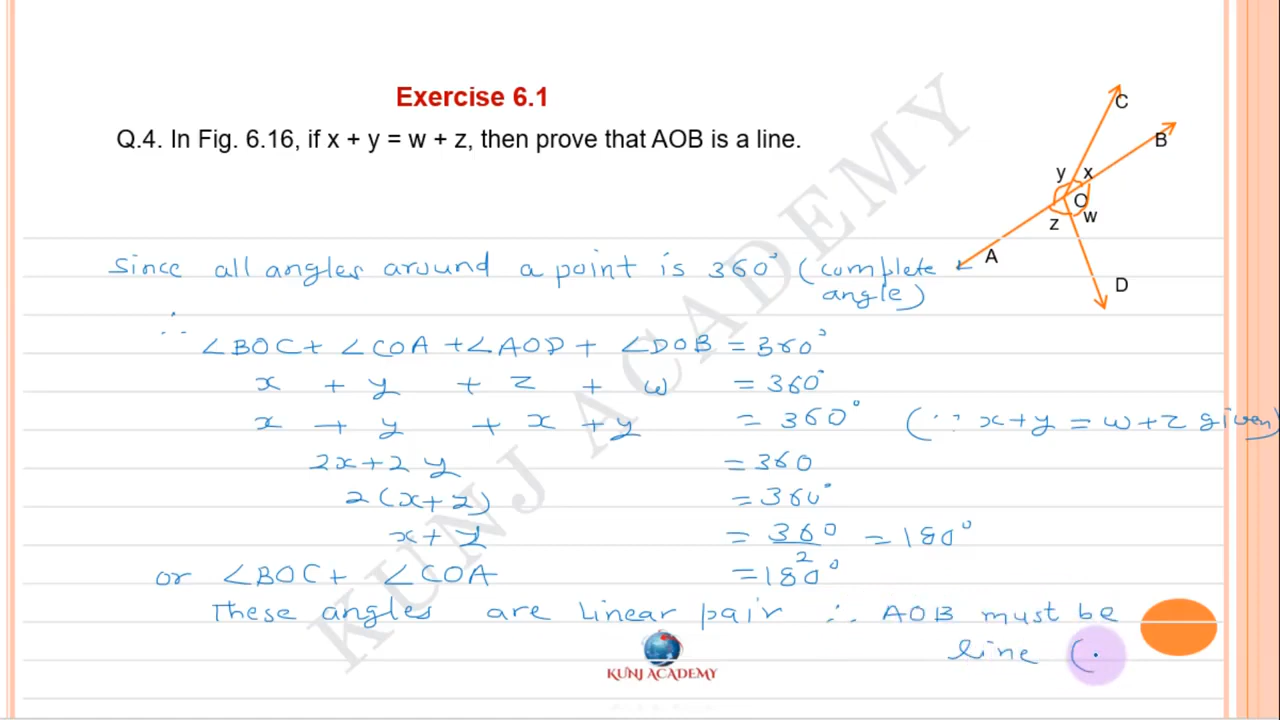 Exercise 6.1
Q.4. In Fig. 6.16, if x + y = w + z, then prove that AOB is a line.
C
B
y x
O
z w
A
D
Since all angles around a point is 360° (complete
angle)
∴
∠BOC + ∠COA + ∠AOD + ∠DOB = 360°
x + y + z + w = 360°
x + y + x + y = 360° (∵ x+y = w+z given)
2x+2y = 360
2(x+y) = 360°
x+y = 360/2 = 180°
or ∠BOC + ∠COA = 180°
These angles are Linear pair ∴ AOB must be
line (
KUNJ ACADEMY
KUNJ ACADEMY